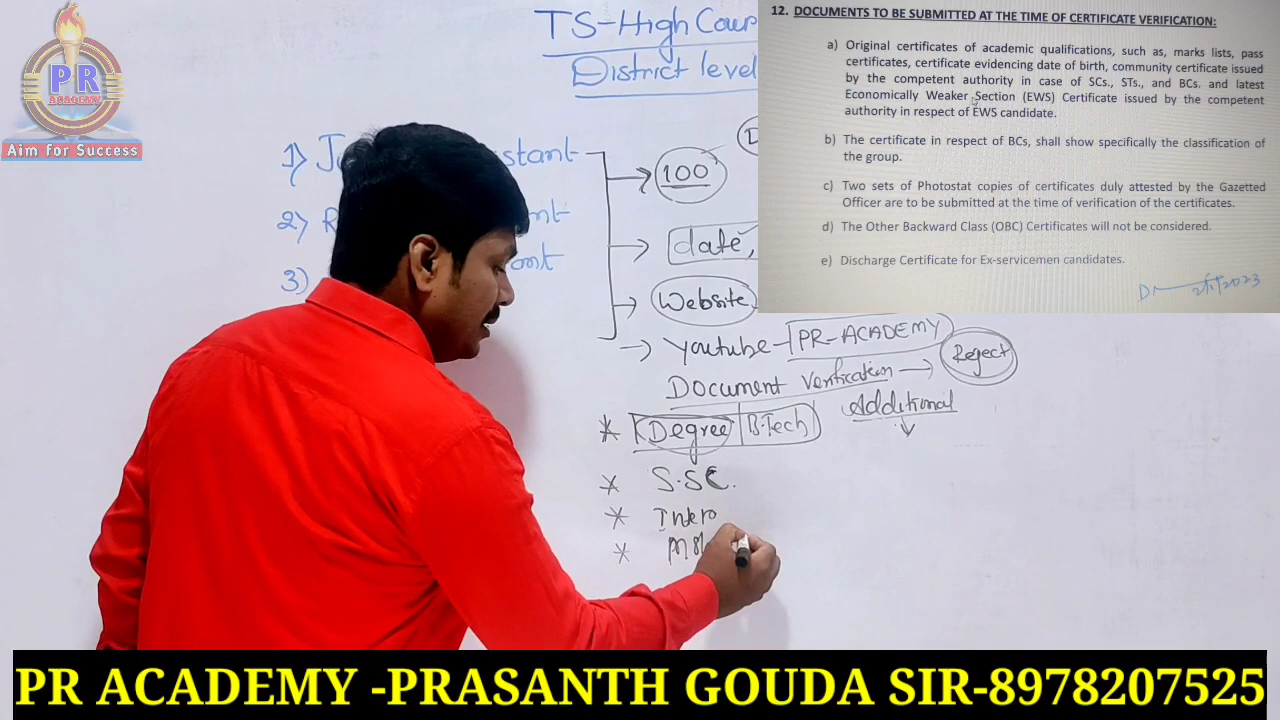 PR
ACADEMY
Aim for Success
TS-High Cour
District level
1) J stant
2) R nt
3) ant
100
D
date,
Website
Youtube - PR-ACADEMY
Document Verification → Reject
* Degree B.Tech
Additional
* S.SC.
* Inter
*
12. DOCUMENTS TO BE SUBMITTED AT THE TIME OF CERTIFICATE VERIFICATION:
a) Original certificates of academic qualifications, such as, marks lists, pass
certificates, certificate evidencing date of birth, community certificate issued
by the competent authority in case of SCs., STs., and BCs. and latest
Economically Weaker Section (EWS) Certificate issued by the competent
authority in respect of EWS candidate.
b) The certificate in respect of BCs, shall show specifically the classification of
the group.
c) Two sets of Photostat copies of certificates duly attested by the Gazetted
Officer are to be submitted at the time of verification of the certificates.
d) The Other Backward Class (OBC) Certificates will not be considered.
e) Discharge Certificate for Ex-servicemen candidates.
PR ACADEMY -PRASANTH GOUDA SIR-8978207525